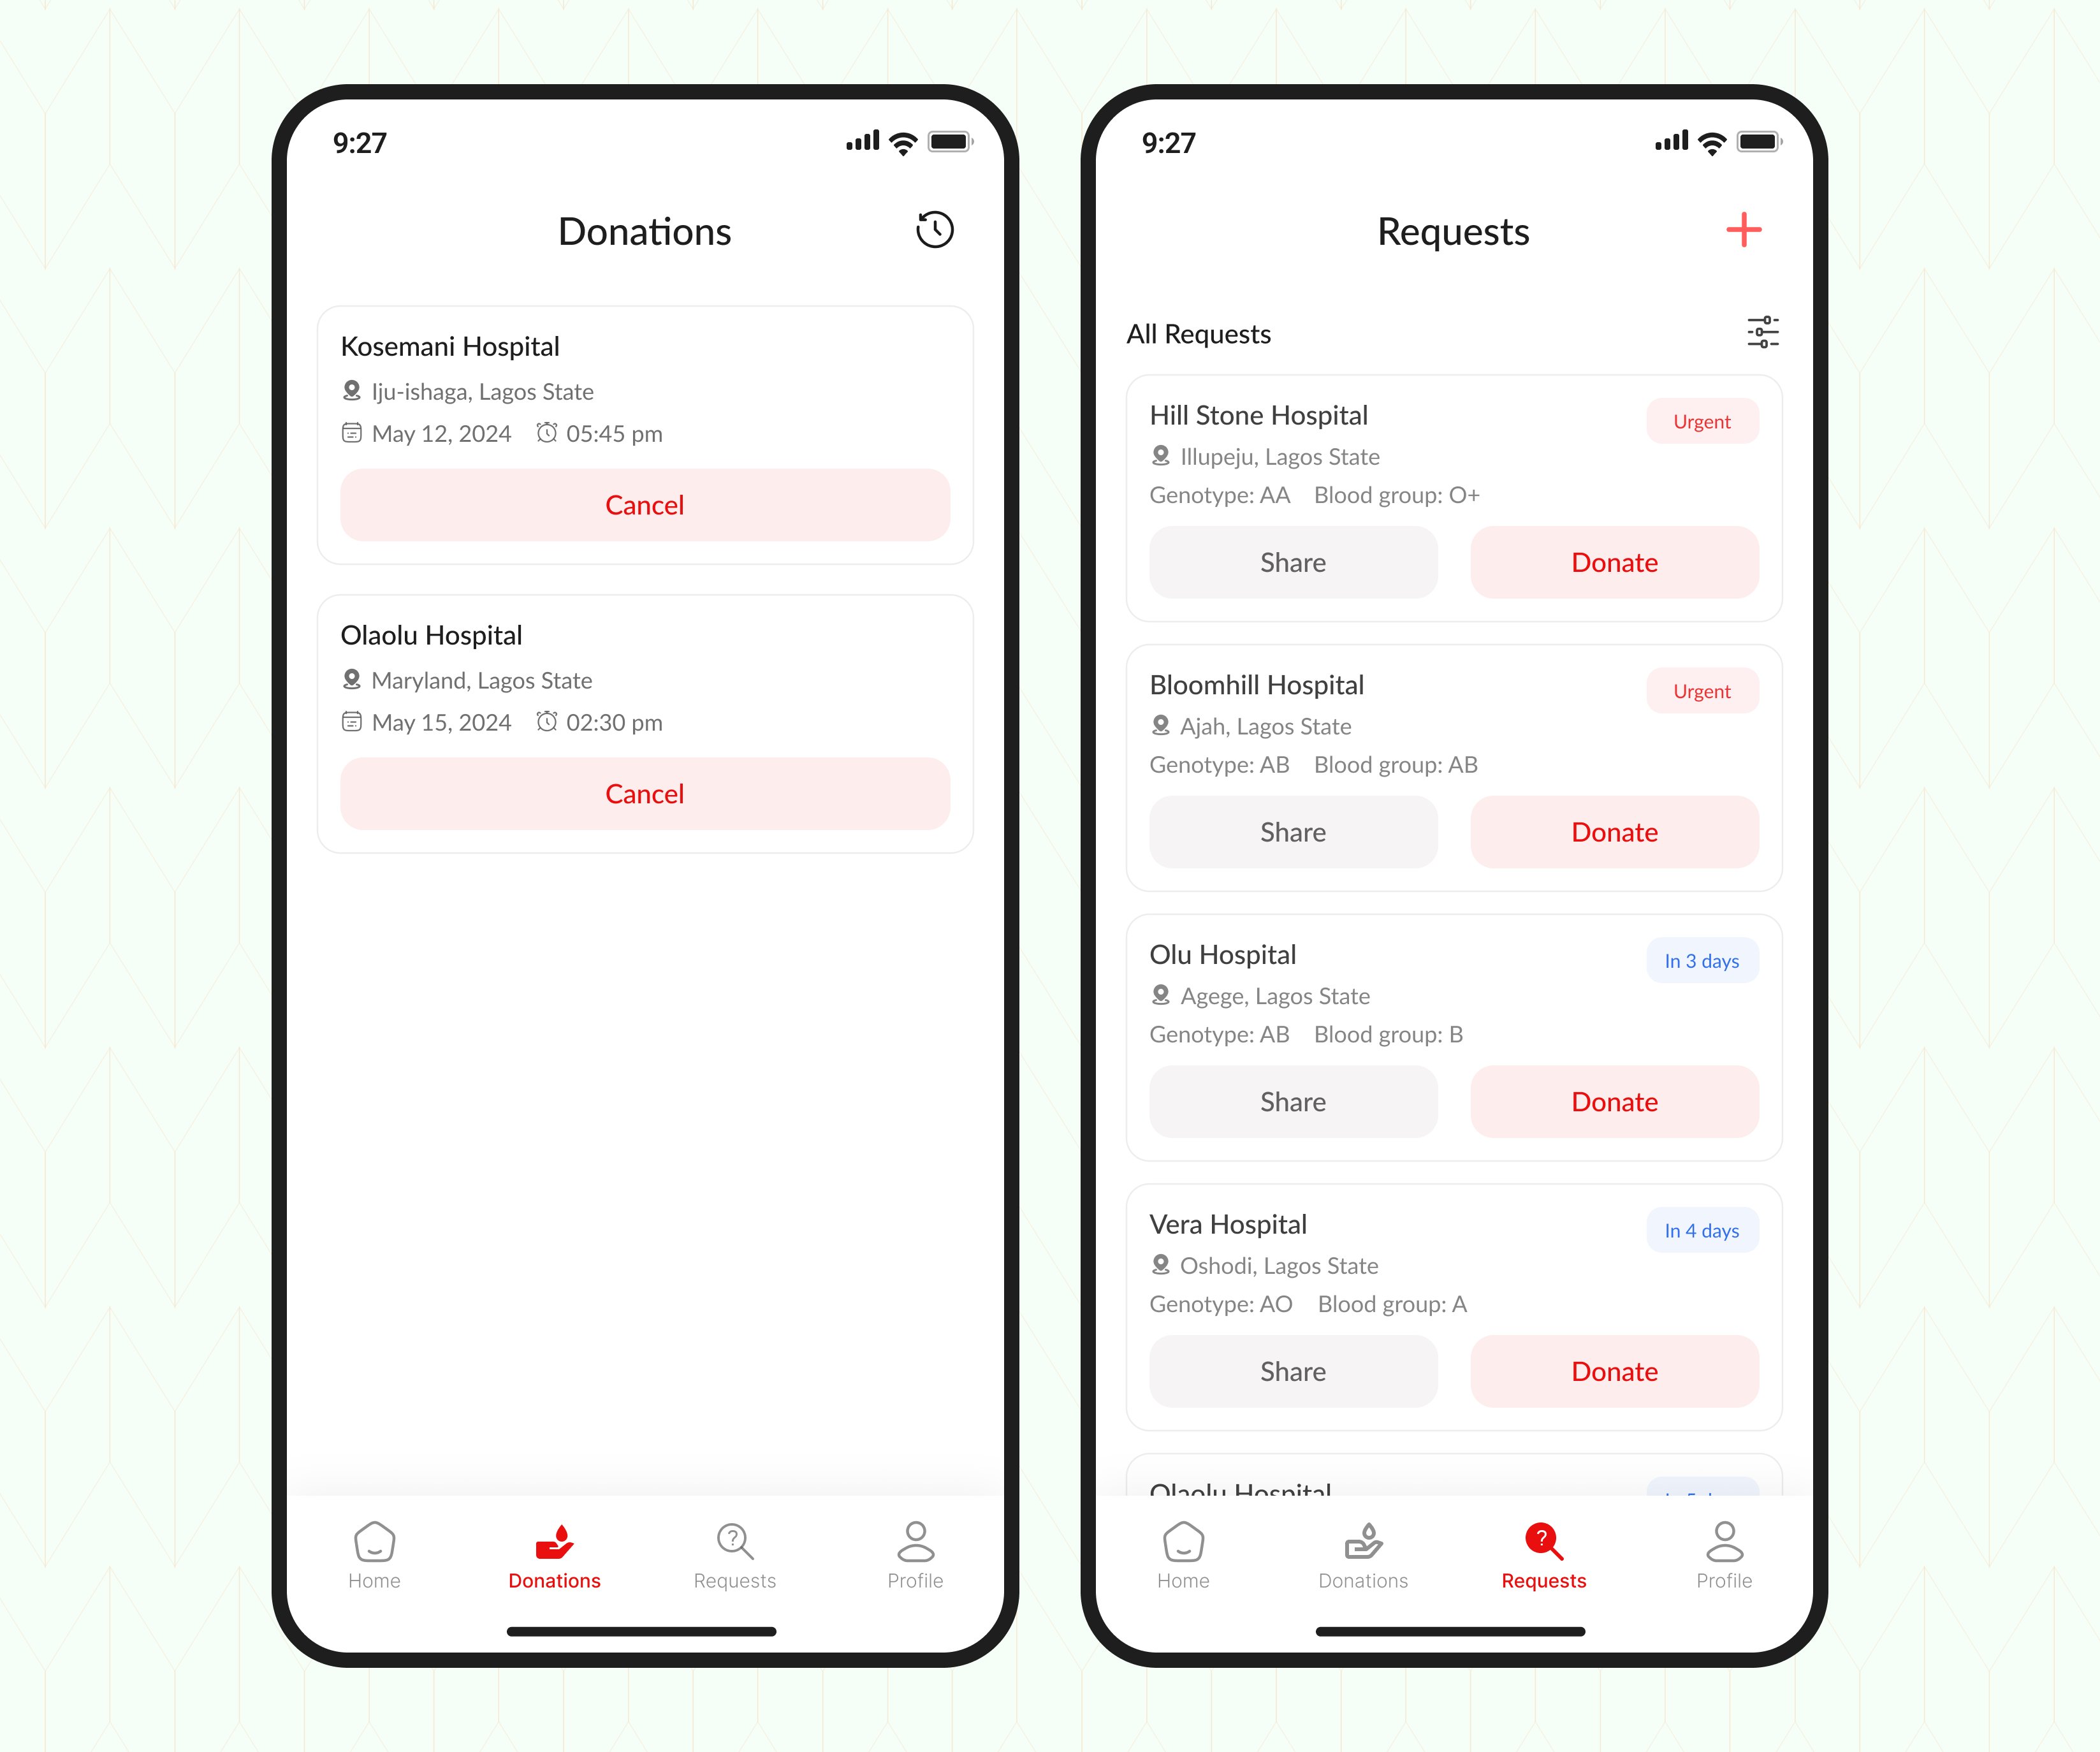 9:27
Donations
Kosemani Hospital
Iju-ishaga, Lagos State
May 12, 2024 05:45 pm
Cancel
Olaolu Hospital
Maryland, Lagos State
May 15, 2024 02:30 pm
Cancel
Home Donations Requests Profile
9:27
Requests
All Requests
Hill Stone Hospital Urgent
Illupeju, Lagos State
Genotype: AA Blood group: O+
Share Donate
Bloomhill Hospital Urgent
Ajah, Lagos State
Genotype: AB Blood group: AB
Share Donate
Olu Hospital In 3 days
Agege, Lagos State
Genotype: AB Blood group: B
Share Donate
Vera Hospital In 4 days
Oshodi, Lagos State
Genotype: AO Blood group: A
Share Donate
Olaolu Hospital
Home Donations Requests Profile